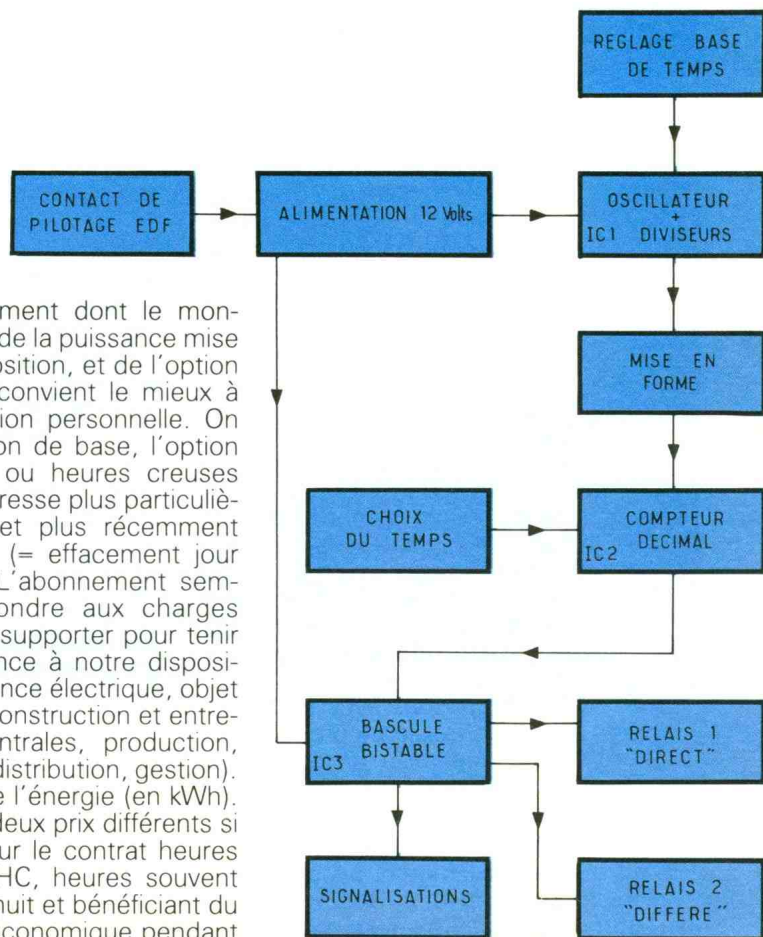 REGLAGE BASE
DE TEMPS
CONTACT DE
PILOTAGE EDF
ALIMENTATION 12 Volts
OSCILLATEUR
+
IC1 DIVISEURS
MISE EN
FORME
CHOIX
DU TEMPS
COMPTEUR
DECIMAL
IC2
BASCULE
BISTABLE
IC3
RELAIS 1
"DIRECT"
SIGNALISATIONS
RELAIS 2
"DIFFERE"
ment dont le mon-
de la puissance mise
osition, et de l'option
convient le mieux à
ion personnelle. On
on de base, l'option
ou heures creuses
resse plus particuliè-
et plus récemment
(= effacement jour
L'abonnement sem-
ondre aux charges
supporter pour tenir
nce à notre disposi-
nce électrique, objet
onstruction et entre-
ntrales, production,
distribution, gestion).
e l'énergie (en kWh).
deux prix différents si
ur le contrat heures
HC, heures souvent
nuit et bénéficiant du
conomique pendant